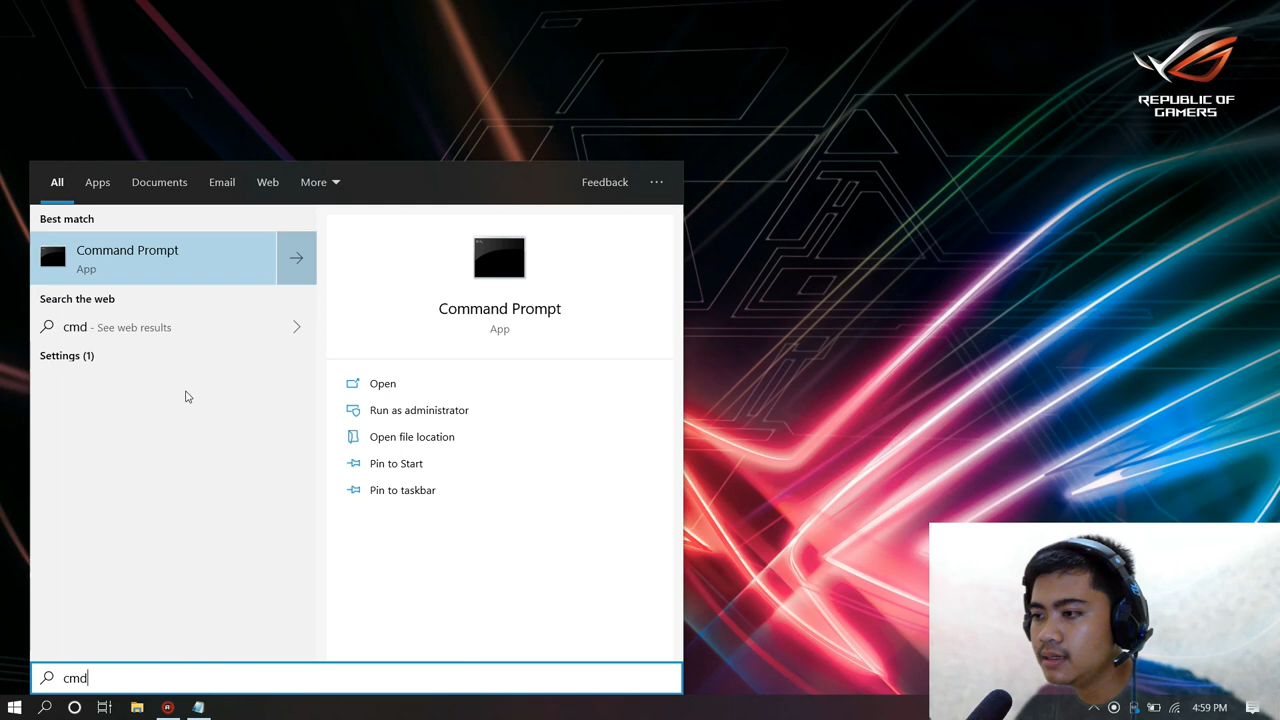 REPUBLIC OF
GAMERS
All Apps Documents Email Web More Feedback ...
Best match
Command Prompt
App
Search the web
cmd - See web results
Settings (1)
Command Prompt
App
Open
Run as administrator
Open file location
Pin to Start
Pin to taskbar
cmd
4:59 PM